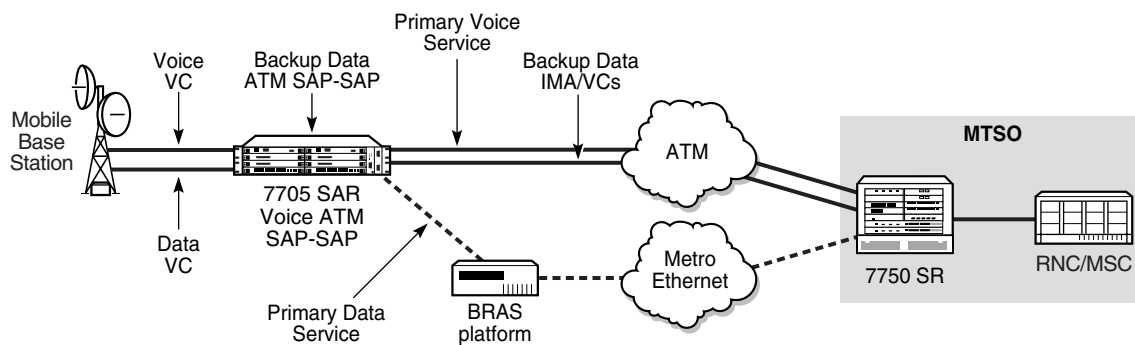 Primary Voice
Service
Voice
VC
Backup Data
ATM SAP-SAP
Backup Data
IMA/VCs
Mobile
Base
Station
ATM
MTSO
7705 SAR
Voice ATM
SAP-SAP
Data
VC
Metro
Ethernet
7750 SR
RNC/MSC
Primary Data
Service
BRAS
platform